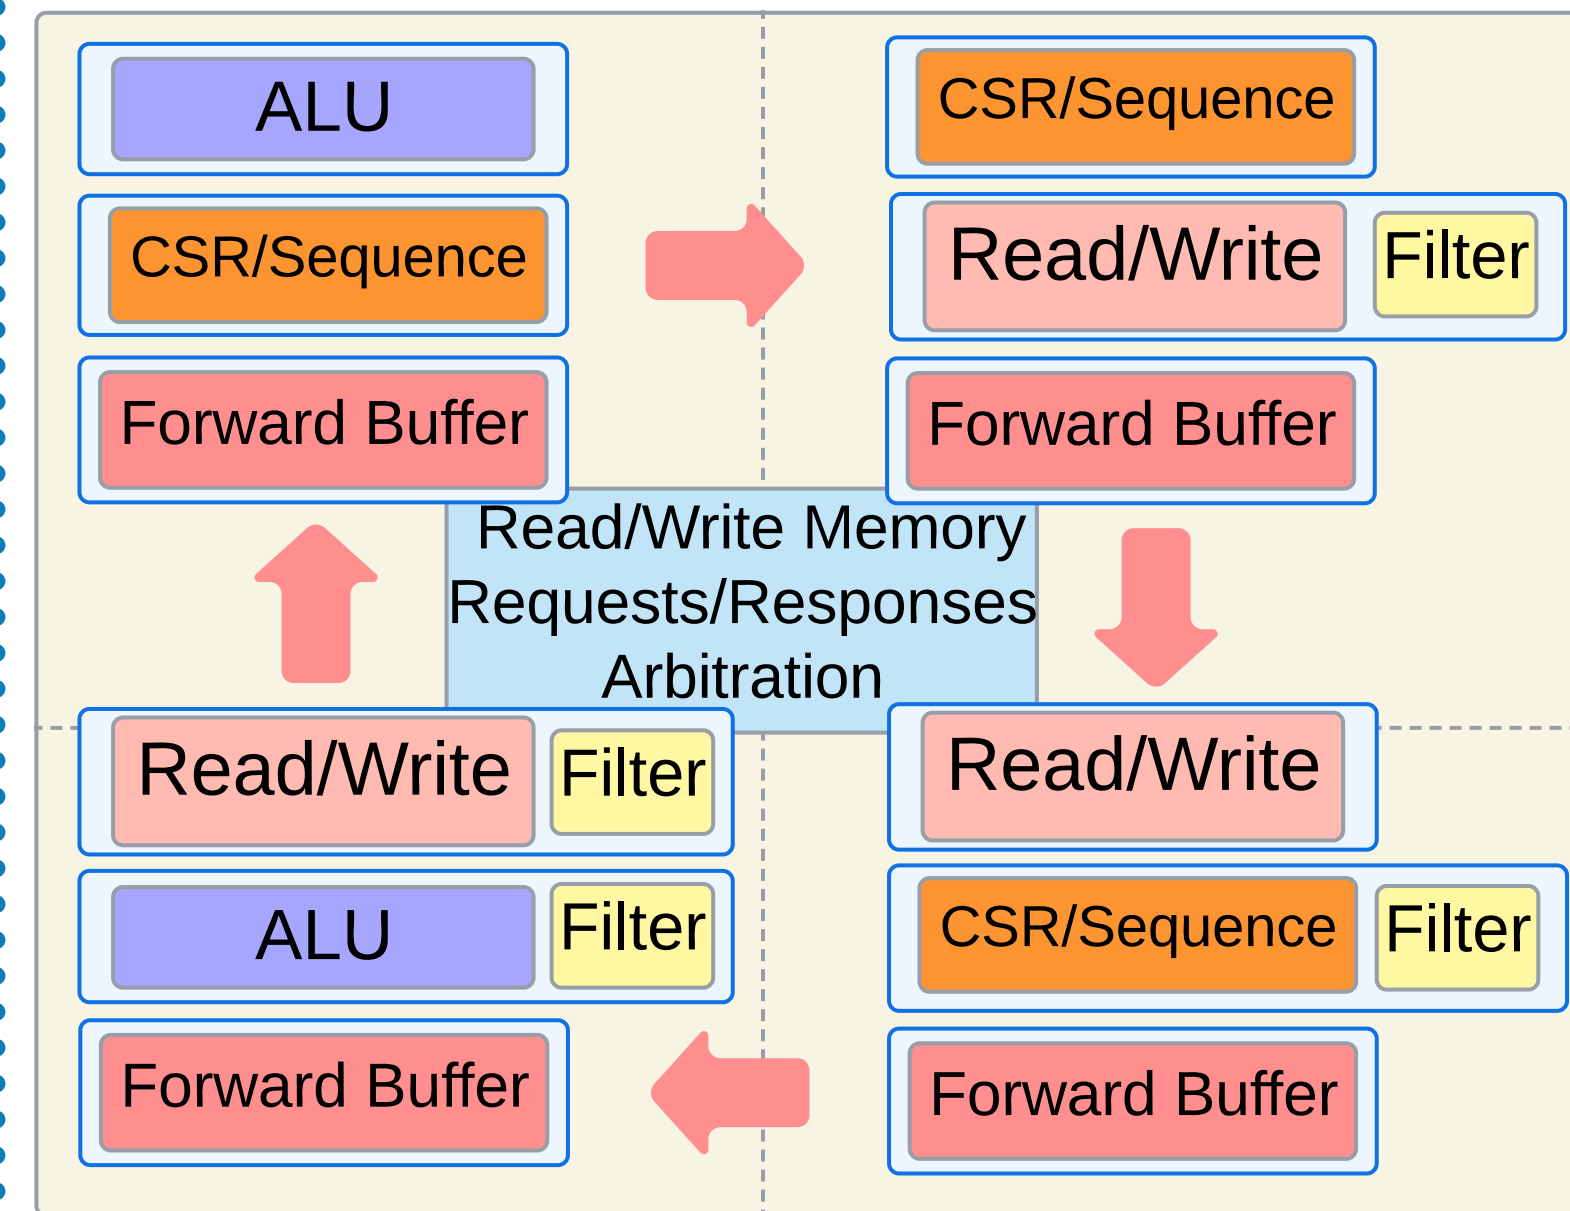 ALU
CSR/Sequence
Forward Buffer
CSR/Sequence
Read/Write Filter
Forward Buffer
Read/Write Memory
Requests/Responses
Arbitration
Read/Write Filter
ALU Filter
Forward Buffer
Read/Write
CSR/Sequence Filter
Forward Buffer